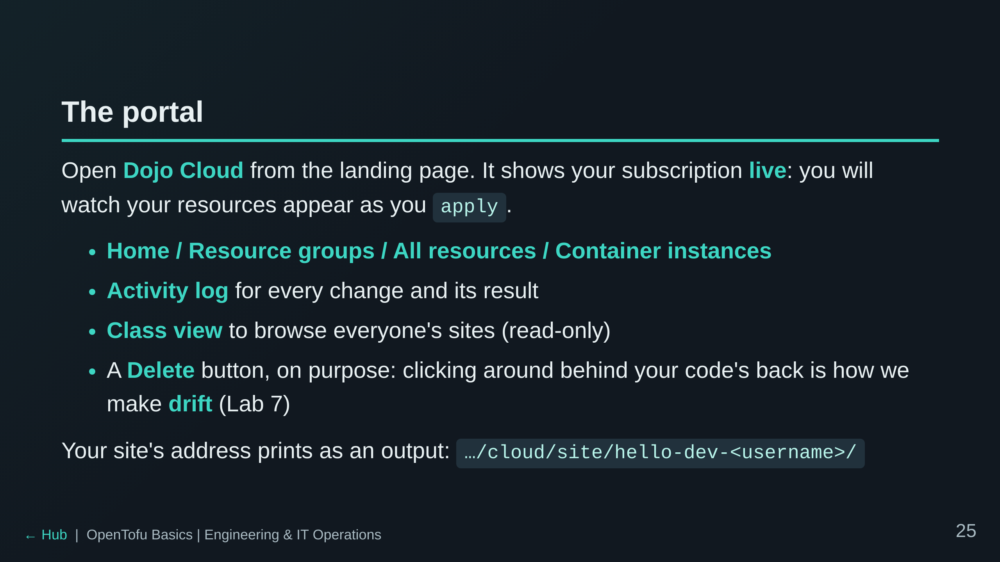 The portal
Open Dojo Cloud from the landing page. It shows your subscription live: you will
watch your resources appear as you apply.
• Home / Resource groups / All resources / Container instances
• Activity log for every change and its result
• Class view to browse everyone's sites (read-only)
• A Delete button, on purpose: clicking around behind your code's back is how we
make drift (Lab 7)
Your site's address prints as an output: …/cloud/site/hello-dev-<username>/
← Hub | OpenTofu Basics | Engineering & IT Operations
25